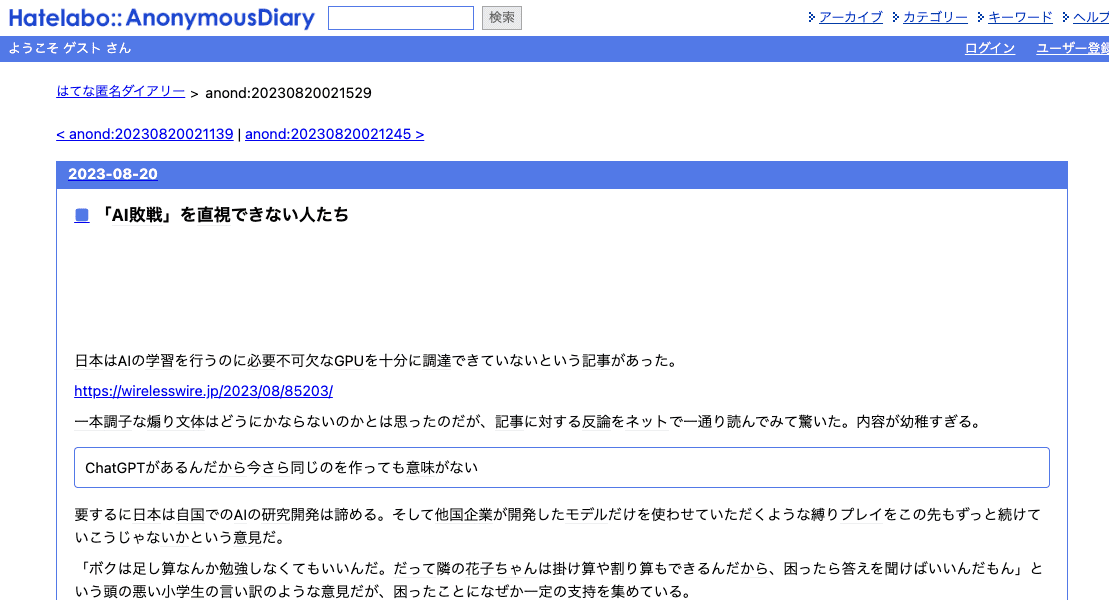 Hatelabo::AnonymousDiary 検索 アーカイブ カテゴリー キーワード ヘルプ
ようこそ ゲスト さん ログイン ユーザー登録
はてな匿名ダイアリー > anond:20230820021529
< anond:20230820021139 | anond:20230820021245 >
2023-08-20
「AI敗戦」を直視できない人たち
日本はAIの学習を行うのに必要不可欠なGPUを十分に調達できていないという記事があった。
https://wirelesswire.jp/2023/08/85203/
一本調子な煽り文体はどうにかならないのかとは思ったのだが、記事に対する反論をネットで一通り読んでみて驚いた。内容が幼稚すぎる。
ChatGPTがあるんだから今さら同じのを作っても意味がない
要するに日本は自国でのAIの研究開発は諦める。そして他国企業が開発したモデルだけを使わせていただくような縛りプレイをこの先もずっと続けて
いこうじゃないかという意見だ。
「ボクは足し算なんか勉強しなくてもいいんだ。だって隣の花子ちゃんは掛け算や割り算もできるんだから、困ったら答えを聞けばいいんだもん」と
いう頭の悪い小学生の言い訳のような意見だが、困ったことになぜか一定の支持を集めている。